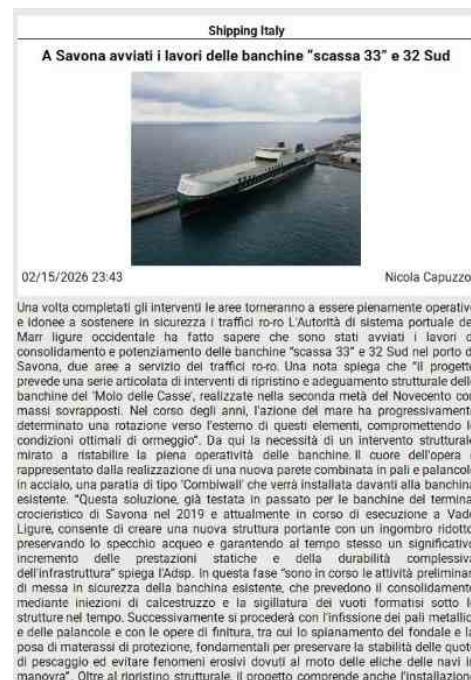 Shipping Italy
A Savona avviati i lavori delle banchine “scassa 33” e 32 Sud
02/15/2026 23:43
Nicola Capuzzo
Una volta completati gli interventi le aree torneranno a essere pienamente operative
e idonee a sostenere in sicurezza i traffici ro-ro L'Autorità di sistema portuale de
Marr ligure occidentale ha fatto sapere che sono stati avviati i lavori d
consolidamento e potenziamento delle banchine “scassa 33” e 32 Sud nel porto d
Savona, due aree a servizio del traffici ro-ro. Una nota spiega che “il progetto
prevede una serie articolata di interventi di ripristino e adeguamento strutturale delle
banchine del 'Molo delle Casse', realizzate nella seconda metà del Novecento con
massi sovrapposti. Nel corso degli anni, l'azione del mare ha progressivamente
determinato una rotazione verso l'esterno di questi elementi, compromettendo le
condizioni ottimali di ormeggio”. Da qui la necessità di un intervento strutturale
mirato a ristabilire la piena operatività delle banchine. Il cuore dell'opera
rappresentato dalla realizzazione di una nuova parete combinata in pali e palancole
in acciaio, una paratia di tipo 'Combiwall' che verrà installata davanti alla banchina
esistente. “Questa soluzione, già testata in passato per le banchine del termina
crocieristico di Savona nel 2019 e attualmente in corso di esecuzione a Vado
Ligure, consente di creare una nuova struttura portante con un ingombro ridotto
preservando lo specchio acqueo e garantendo al tempo stesso un significativo
incremento delle prestazioni statiche e della durabilità complessiva
dell'infrastruttura” spiega l'Adsp. In questa fase “sono in corso le attività preliminar
di messa in sicurezza della banchina esistente, che prevedono il consolidamento
mediante iniezioni di calcestruzzo e la sigillatura dei vuoti formatisi sotto le
strutture nel tempo. Successivamente si procederà con l'infissione dei pali metallic
e delle palancole e con le opere di finitura, tra cui lo spianamento del fondale e la
posa di materassi di protezione, fondamentali per preservare la stabilità delle quote
di pescaggio ed evitare fenomeni erosivi dovuti al moto delle eliche delle navi in
manovra”. Oltre al ripristino strutturale, il progetto comprende anche l'installazione